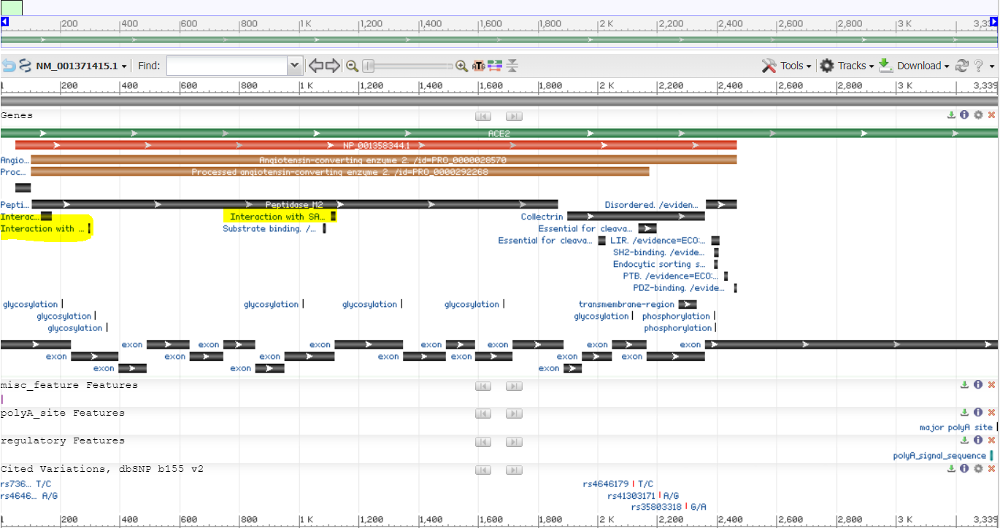 200 400 600 800 1 K 1,200 1,400 1,600 1,800 2 K 2,200 2,400 2,600 2,800 3 K 3,33
NM_001371415.1 Find: Tools Tracks Download ?
1 200 400 600 800 1 K 1,200 1,400 1,600 1,800 2 K 2,200 2,400 2,600 2,800 3 K 3,339
Genes
ACE2
NP_001358344.1
Angio... Angiotensin-converting enzyme 2. /id=PRO_0000028570
Proc... Processed angiotensin-converting enzyme 2. /id=PRO_0000292268
Pepti... Peptidase_M2 Disordered. /eviden...
Interac... Interaction with SA... Collectrin
Interaction with ... Substrate binding. /... Essential for cleava...
Essential for cleava... LIR. /evidence=ECO:...
SH2-binding. /evide...
Endocytic sorting s...
PTB. /evidence=ECO:...
PDZ-binding. /evide...
glycosylation glycosylation glycosylation glycosylation transmembrane-region
glycosylation glycosylation phosphorylation
glycosylation phosphorylation
exon exon exon exon exon exon exon
exon exon exon exon exon exon exon
exon exon exon
misc_feature Features
polyA_site Features
major polyA site
regulatory Features
polyA_signal_sequence
Cited Variations, dbSNP b155 v2
rs736... T/C rs4646179 T/C
rs4646... A/G rs41303171 A/G
rs35803318 G/A
1 200 400 600 800 1 K 1,200 1,400 1,600 1,800 2 K 2,200 2,400 2,600 2,800 3 K 3,339